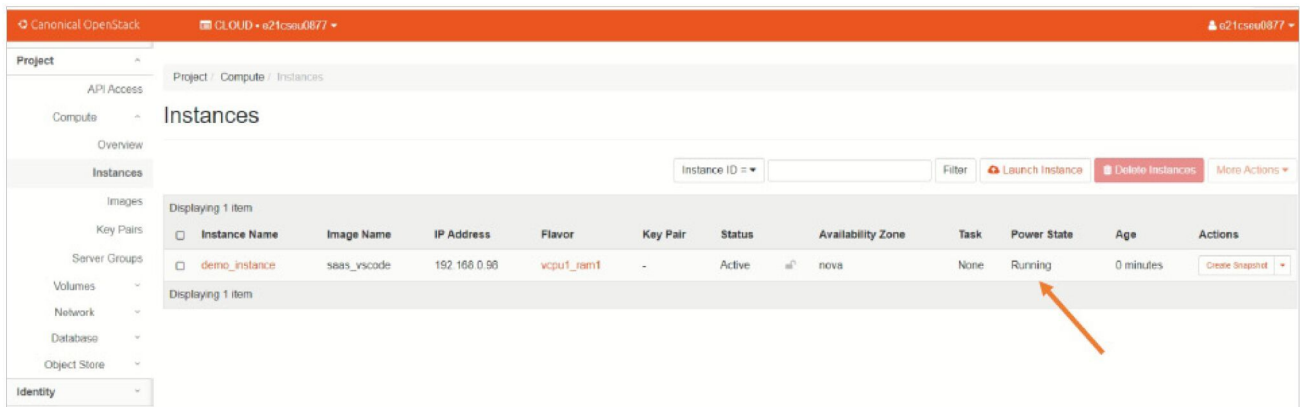 Canonical OpenStack CLOUD • e21cseu0877 e21cseu0877
Project
Project / Compute / Instances
API Access
Compute
Instances
Overview
Instances
Instance ID = Filter Launch Instance Delete Instances More Actions
Images
Displaying 1 item
Key Pairs
Instance Name Image Name IP Address Flavor Key Pair Status Availability Zone Task Power State Age Actions
Server Groups
demo_instance saas_vscode 192.168.0.98 vcpu1_ram1 - Active nova None Running 0 minutes Create Snapshot
Volumes
Displaying 1 item
Network
Database
Object Store
Identity